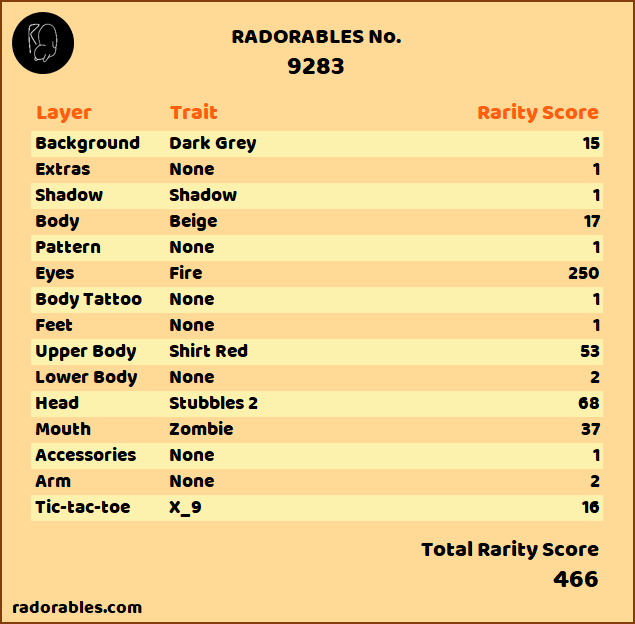 RADORABLES No.
9283
Layer Trait Rarity Score
Background Dark Grey 15
Extras None 1
Shadow Shadow 1
Body Beige 17
Pattern None 1
Eyes Fire 250
Body Tattoo None 1
Feet None 1
Upper Body Shirt Red 53
Lower Body None 2
Head Stubbles 2 68
Mouth Zombie 37
Accessories None 1
Arm None 2
Tic-tac-toe X_9 16
Total Rarity Score
466
radorables.com